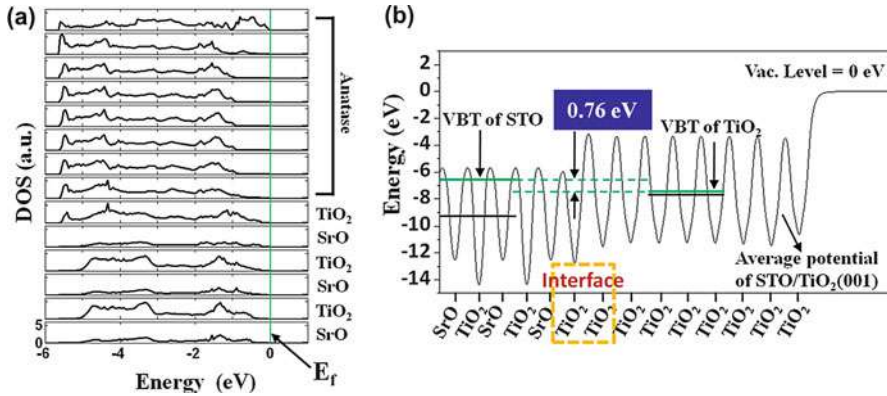 (a)
DOS (a.u.)
Anatase
TiO₂
SrO
TiO₂
SrO
TiO₂
SrO
5
0
-6 -4 -2 0
Energy (eV)
E_f
(b)
Energy (eV)
2
0
-2
-4
-6
-8
-10
-12
-14
Vac. Level = 0 eV
0.76 eV
VBT of STO
VBT of TiO₂
Average potential
of STO/TiO₂(001)
Interface
SrO
TiO₂
SrO
TiO₂
SrO
TiO₂
TiO₂
TiO₂
TiO₂
TiO₂
TiO₂
TiO₂
TiO₂
TiO₂
TiO₂